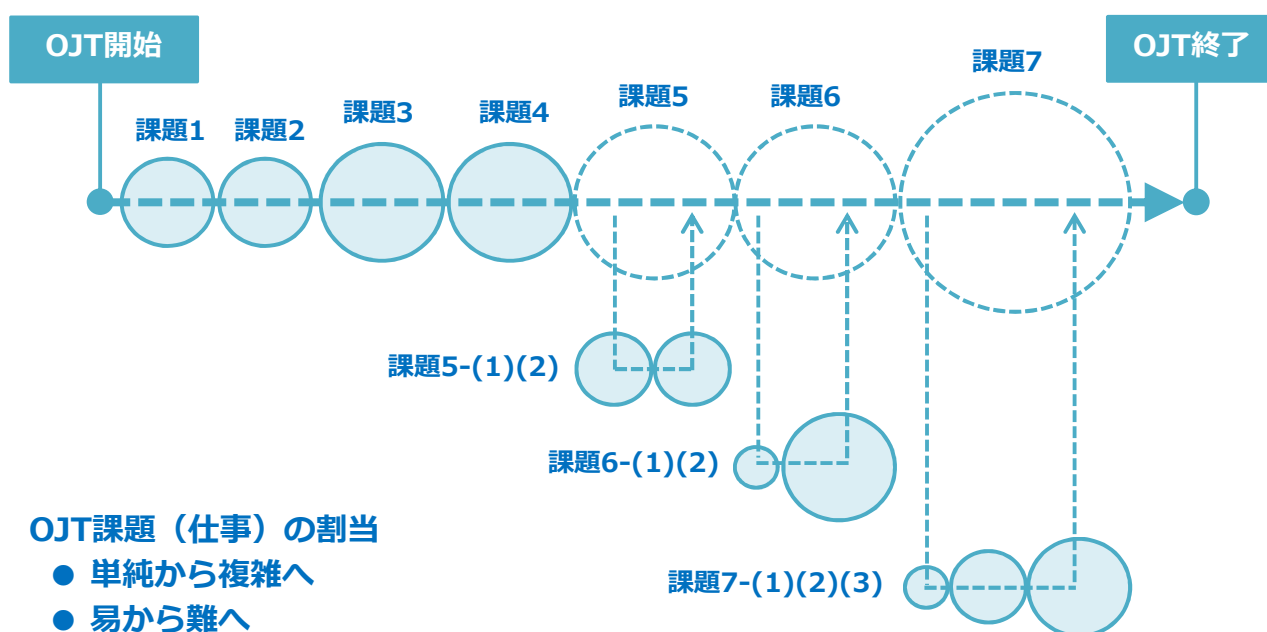 OJT開始
OJT終了
課題1
課題2
課題3
課題4
課題5
課題6
課題7
課題5-(1)(2)
課題6-(1)(2)
課題7-(1)(2)(3)
OJT課題（仕事）の割当
● 単純から複雑へ
● 易から難へ